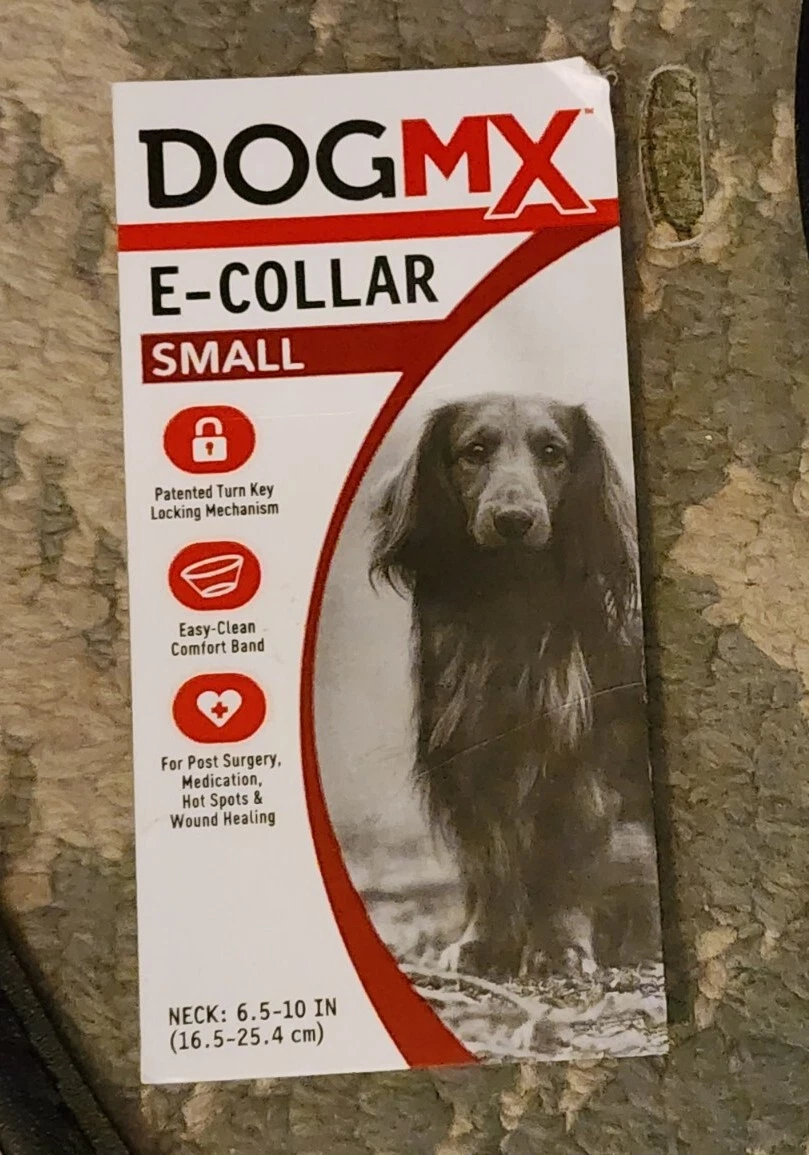 DOGMX™
E-COLLAR
SMALL
Patented Turn Key
Locking Mechanism
Easy-Clean
Comfort Band
For Post Surgery,
Medication,
Hot Spots &
Wound Healing
NECK: 6.5-10 IN
(16.5-25.4 cm)